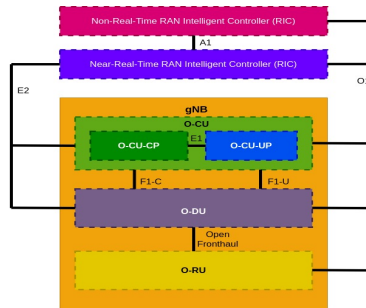 Non-Real-Time RAN Intelligent Controller (RIC)
A1
Near-Real-Time RAN Intelligent Controller (RIC)
E2
gNB
O-CU
O-CU-CP
E1
O-CU-UP
F1-C
F1-U
O-DU
Open
Fronthaul
O-RU